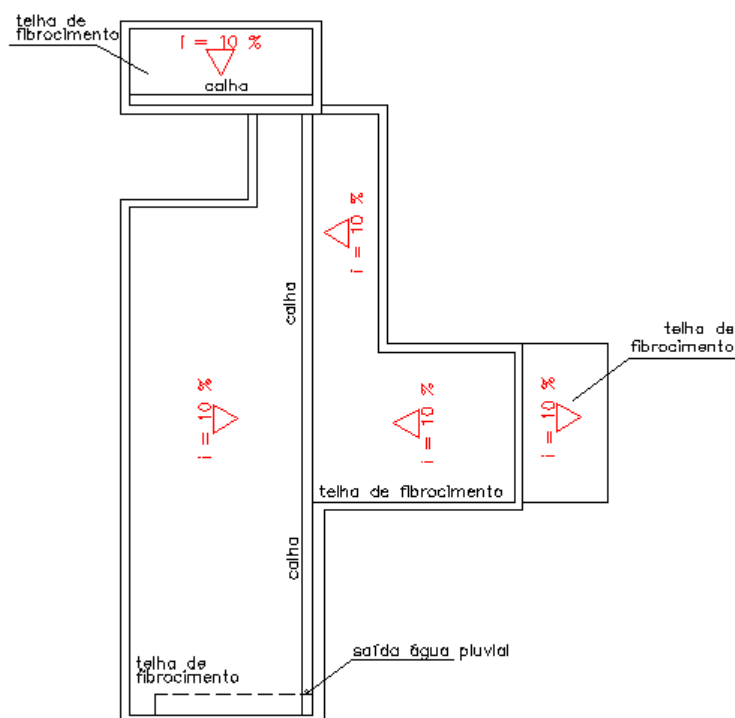 telha de
fibrocimento
i = 10 %
calha
i = 10 %
calha
telha de
fibrocimento
i = 10 %
i = 10 %
i = 10 %
telha de fibrocimento
calha
saída água pluvial
telha de
fibrocimento